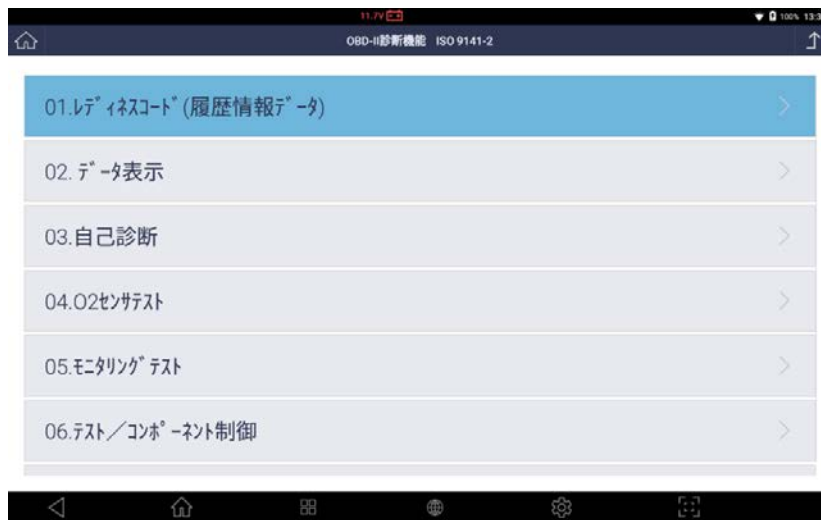 11.7V
100% 13:3
OBD-II診断機能 ISO 9141-2
01.ﾚﾃﾞｨﾈｽｺｰﾄﾞ(履歴情報ﾃﾞｰﾀ)
02. ﾃﾞｰﾀ表示
03.自己診断
04.O2ｾﾝｻﾃｽﾄ
05.ﾓﾆﾀﾘﾝｸﾞﾃｽﾄ
06.ﾃｽﾄ／ｺﾝﾎﾟｰﾈﾝﾄ制御